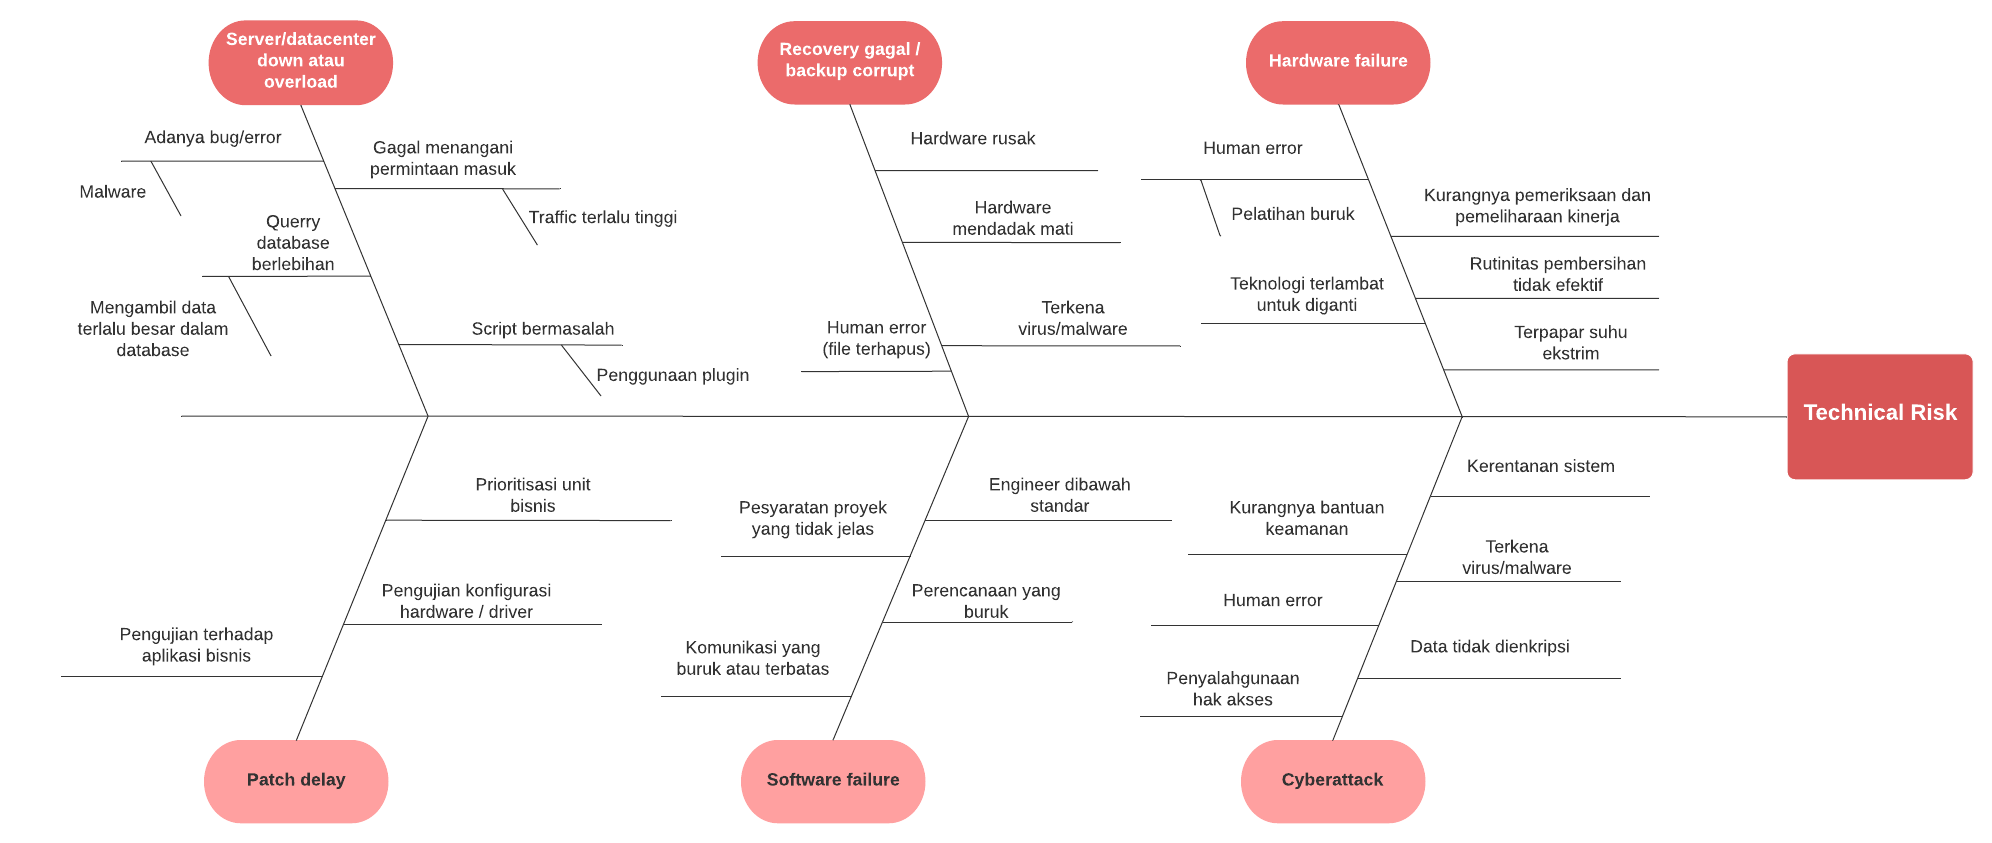 Server/datacenter
down atau
overload
Recovery gagal /
backup corrupt
Hardware failure
Adanya bug/error
Malware
Querry
database
berlebihan
Mengambil data
terlalu besar dalam
database
Gagal menangani
permintaan masuk
Traffic terlalu tinggi
Script bermasalah
Penggunaan plugin
Hardware rusak
Hardware
mendadak mati
Terkena
virus/malware
Human error
(file terhapus)
Human error
Pelatihan buruk
Teknologi terlambat
untuk diganti
Kurangnya pemeriksaan dan
pemeliharaan kinerja
Rutinitas pembersihan
tidak efektif
Terpapar suhu
ekstrim
Technical Risk
Prioritisasi unit
bisnis
Pengujian konfigurasi
hardware / driver
Pengujian terhadap
aplikasi bisnis
Pesyaratan proyek
yang tidak jelas
Komunikasi yang
buruk atau terbatas
Engineer dibawah
standar
Perencanaan yang
buruk
Kurangnya bantuan
keamanan
Human error
Penyalahgunaan
hak akses
Kerentanan sistem
Terkena
virus/malware
Data tidak dienkripsi
Patch delay
Software failure
Cyberattack